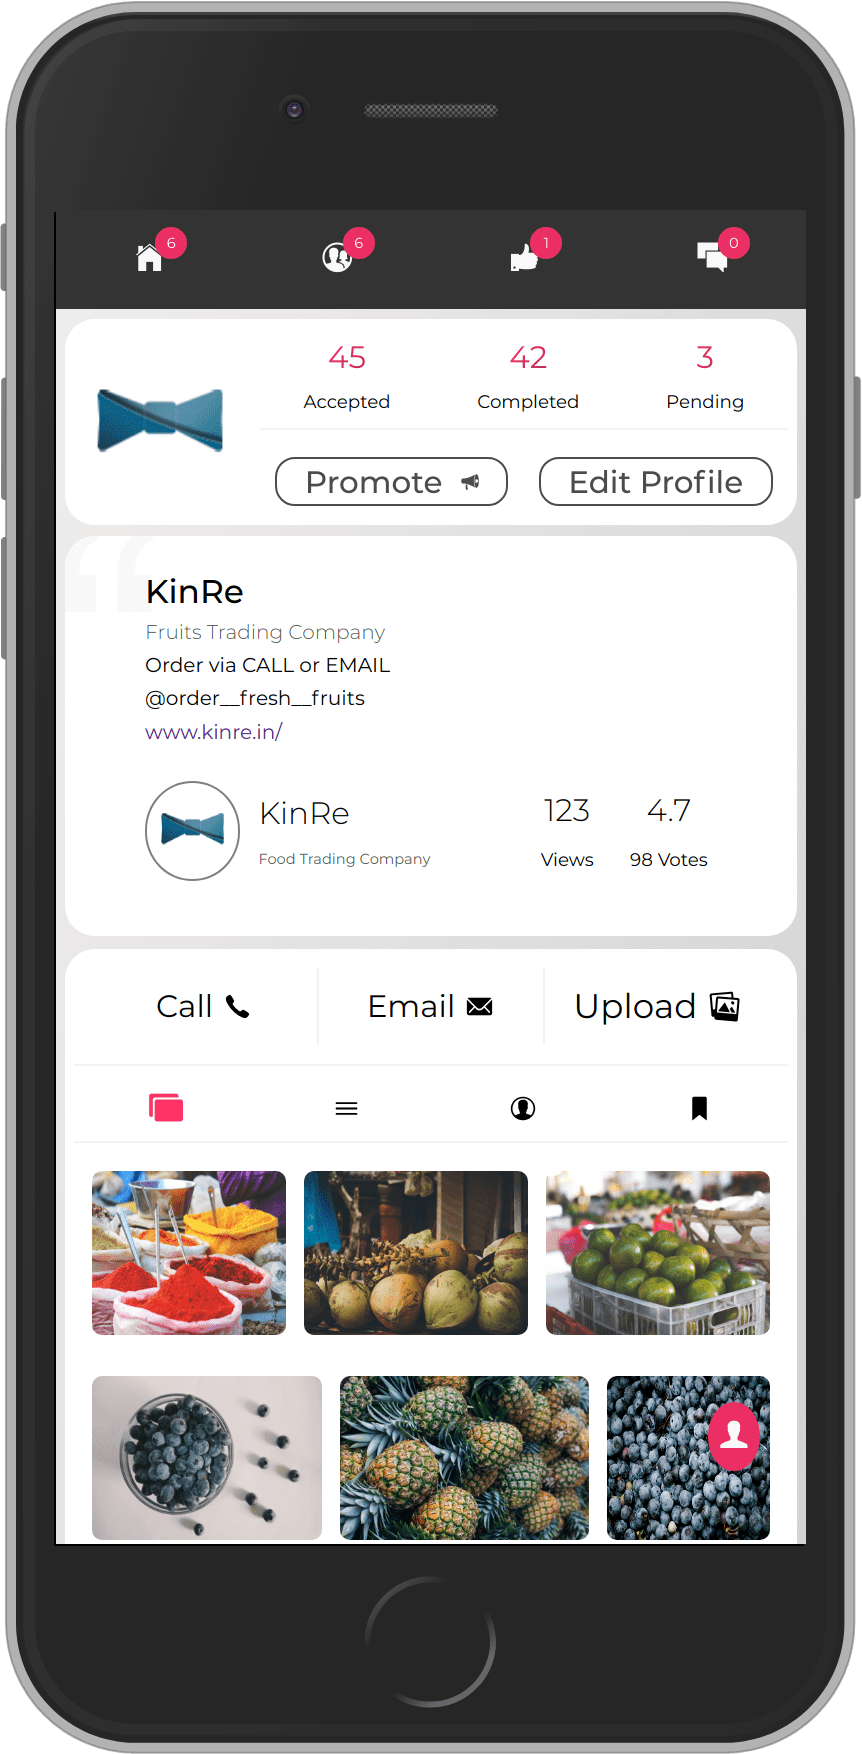 6 6 1 0
45 42 3
Accepted Completed Pending
Promote Edit Profile
KinRe
Fruits Trading Company
Order via CALL or EMAIL
@order__fresh__fruits
www.kinre.in/
KinRe 123 4.7
Food Trading Company Views 98 Votes
Call Email Upload